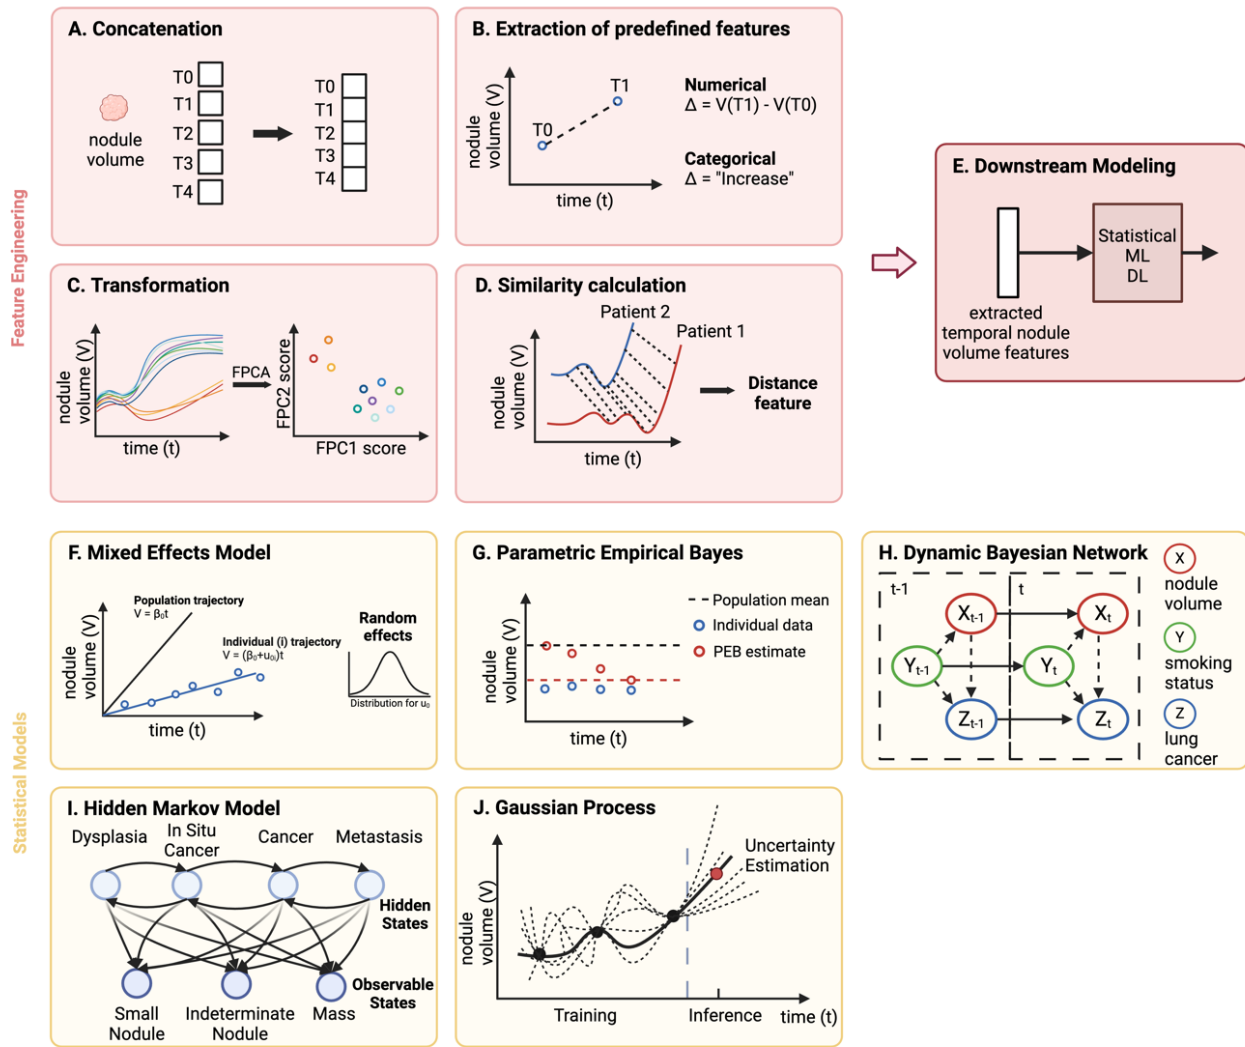 Feature Engineering
A. Concatenation
nodule
volume
T0
T1
T2
T3
T4
T0
T1
T2
T3
T4
B. Extraction of predefined features
nodule
volume (V)
T0
T1
time (t)
Numerical
Δ = V(T1) - V(T0)
Categorical
Δ = "Increase"
C. Transformation
nodule
volume (V)
time (t)
FPCA
FPC2 score
FPC1 score
D. Similarity calculation
Patient 2
Patient 1
nodule
volume (V)
time (t)
Distance
feature
E. Downstream Modeling
extracted
temporal nodule
volume features
Statistical
ML
DL
Statistical Models
F. Mixed Effects Model
Population trajectory
V = β₀t
Individual (i) trajectory
V = (β₀+u₀ᵢ)t
nodule
volume (V)
time (t)
Random
effects
Distribution for u₀
G. Parametric Empirical Bayes
nodule
volume (V)
time (t)
Population mean
Individual data
PEB estimate
H. Dynamic Bayesian Network
t-1
t
Xt-1
Xt
Yt-1
Yt
Zt-1
Zt
X
nodule
volume
Y
smoking
status
Z
lung
cancer
I. Hidden Markov Model
Dysplasia
In Situ
Cancer
Cancer
Metastasis
Hidden
States
Observable
States
Small
Nodule
Indeterminate
Nodule
Mass
J. Gaussian Process
nodule
volume (V)
Uncertainty
Estimation
Training
Inference
time (t)